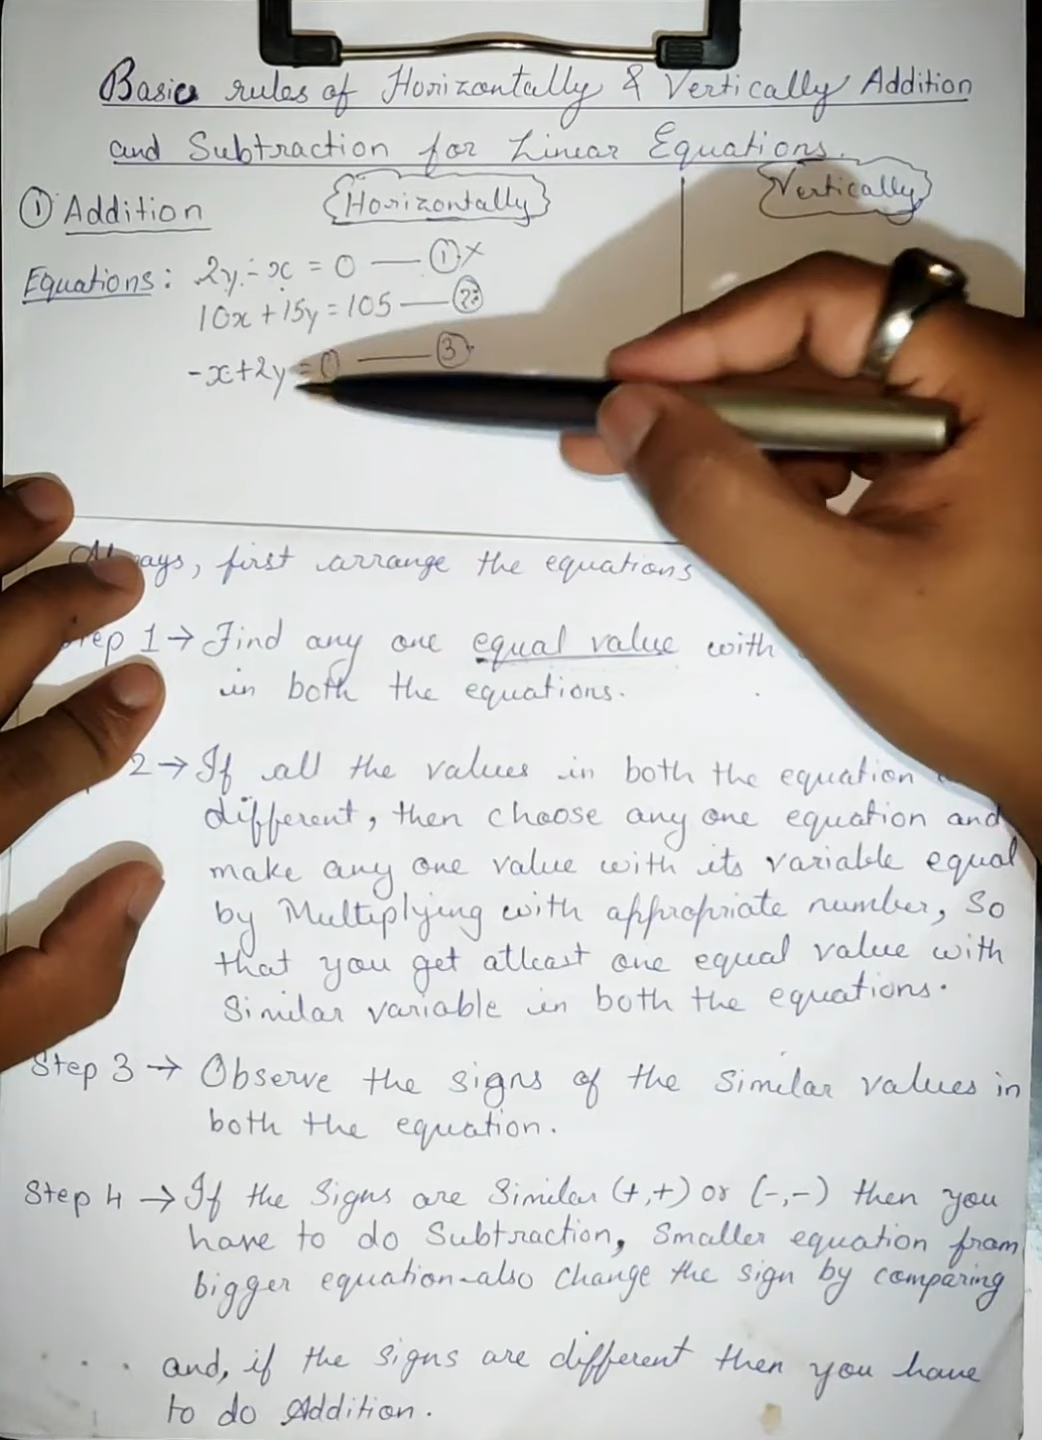 Basic rules of Horizontally & Vertically Addition
and Subtraction for Linear Equations.
① Addition
Horizontally
Vertically
Equations: 2y - x = 0 — ① ×
10x + 15y = 105 — ②
-x + 2y = 0 — ③
ays, first arrange the equations
ep 1 → Find any one equal value with
in both the equations.
2 → If all the values in both the equation
different, then choose any one equation and
make any one value with its variable equal
by Multiplying with appropriate number, So
that you get atleast one equal value with
Similar variable in both the equations.
Step 3 → Observe the signs of the similar values in
both the equation.
Step 4 → If the signs are similar (+,+) or (-,-) then you
have to do Subtraction, Smaller equation from
bigger equation-also change the sign by comparing
and, if the signs are different then you have
to do Addition.